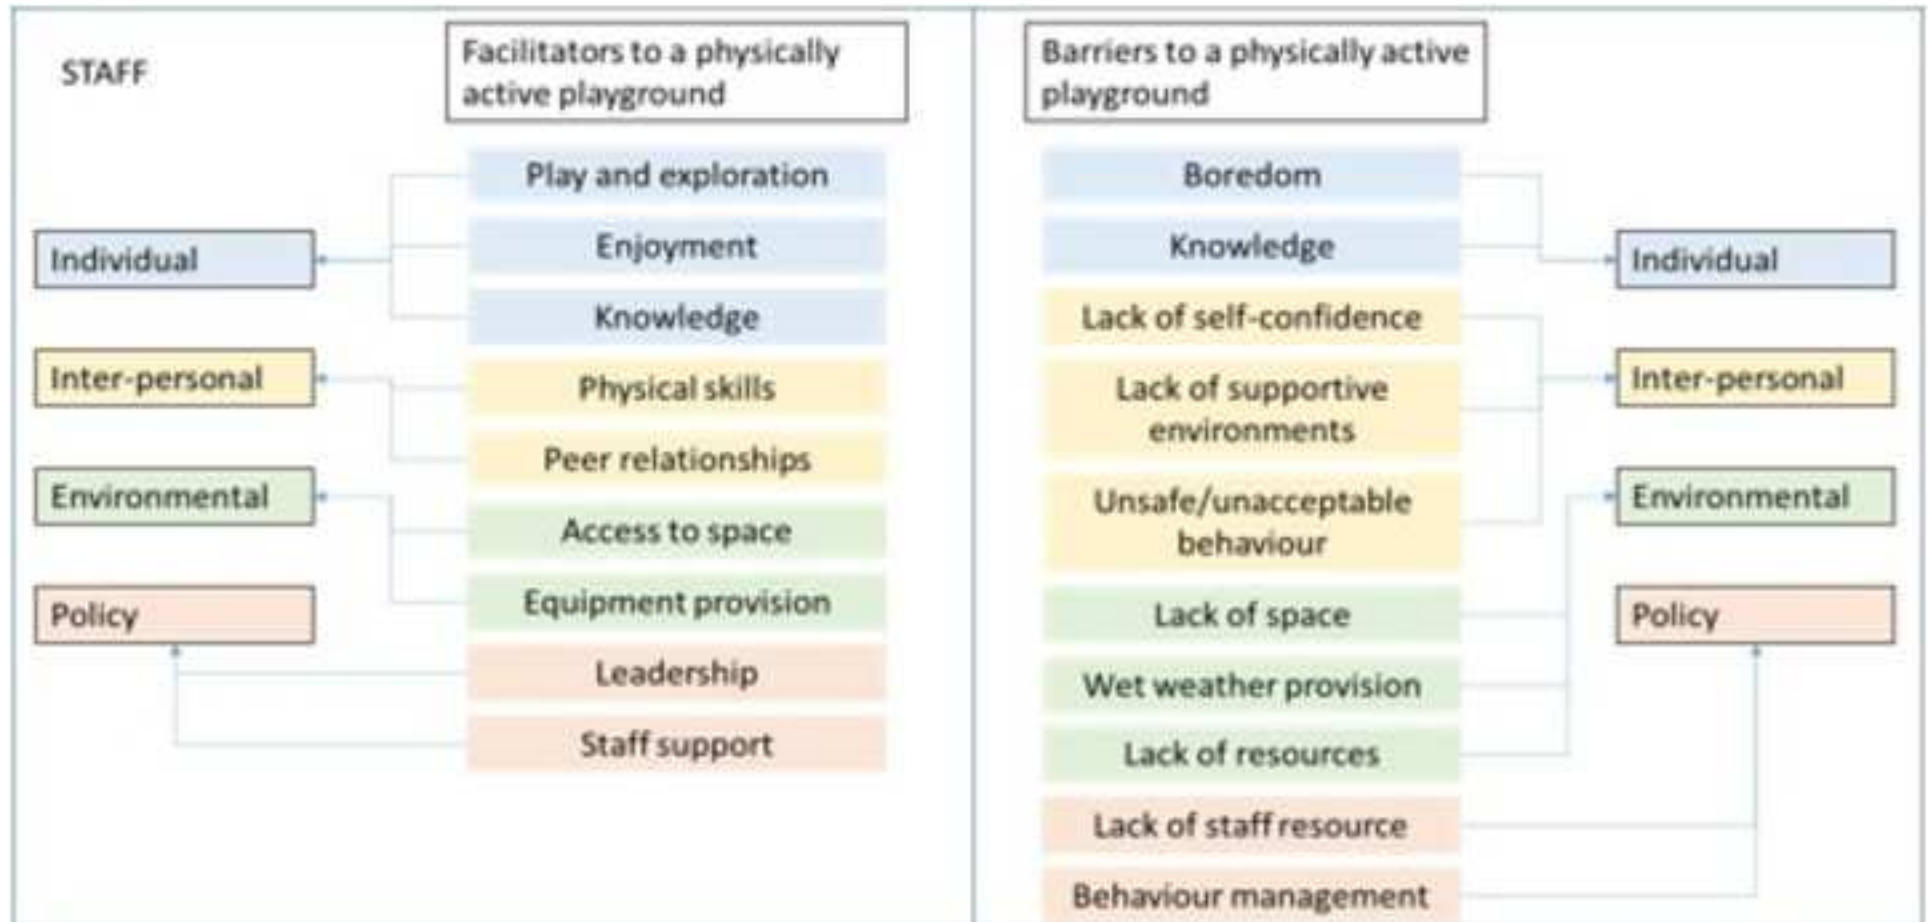 STAFF
Facilitators to a physically
active playground
Play and exploration
Enjoyment
Knowledge
Physical skills
Peer relationships
Access to space
Equipment provision
Leadership
Staff support
Individual
Inter-personal
Environmental
Policy
Barriers to a physically active
playground
Boredom
Knowledge
Lack of self-confidence
Lack of supportive
environments
Unsafe/unacceptable
behaviour
Lack of space
Wet weather provision
Lack of resources
Lack of staff resource
Behaviour management
Individual
Inter-personal
Environmental
Policy